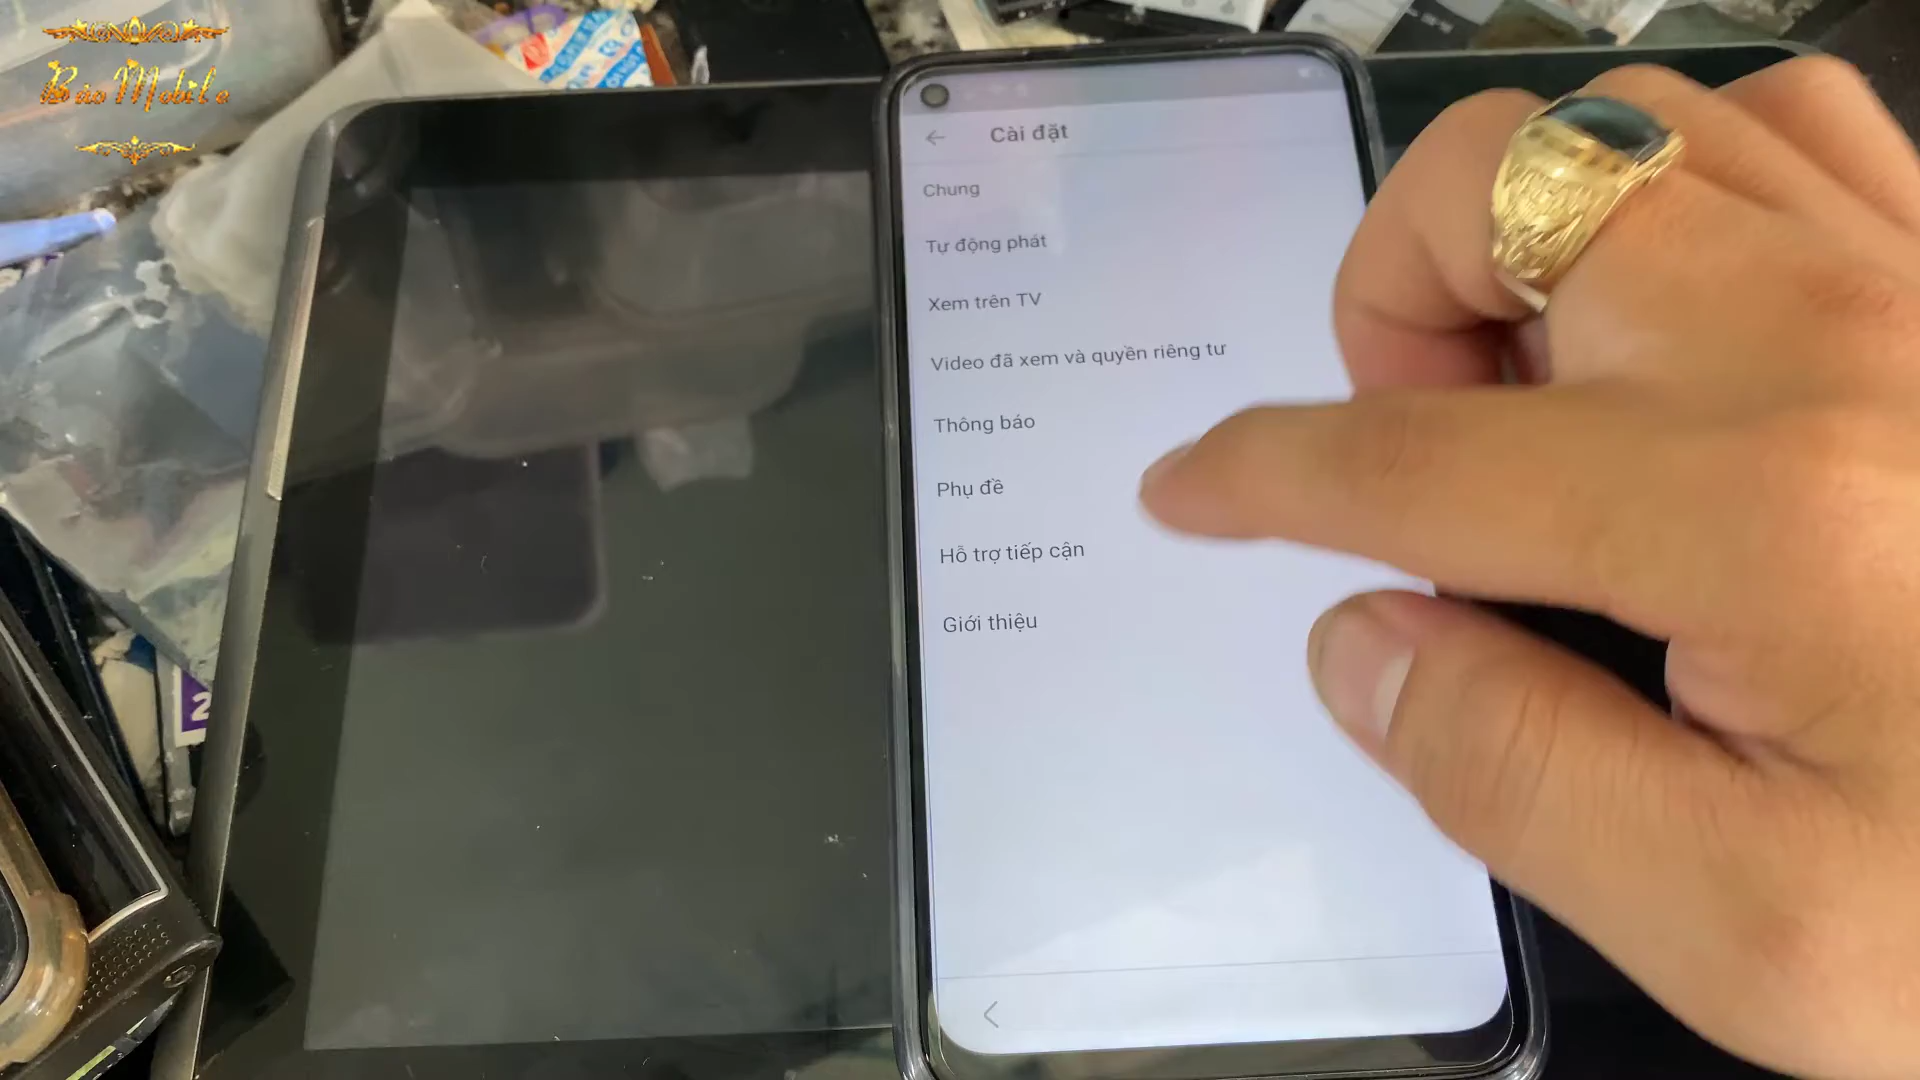 Bảo Mobile
Cài đặt
Chung
Tự động phát
Xem trên TV
Video đã xem và quyền riêng tư
Thông báo
Phụ đề
Hỗ trợ tiếp cận
Giới thiệu
2